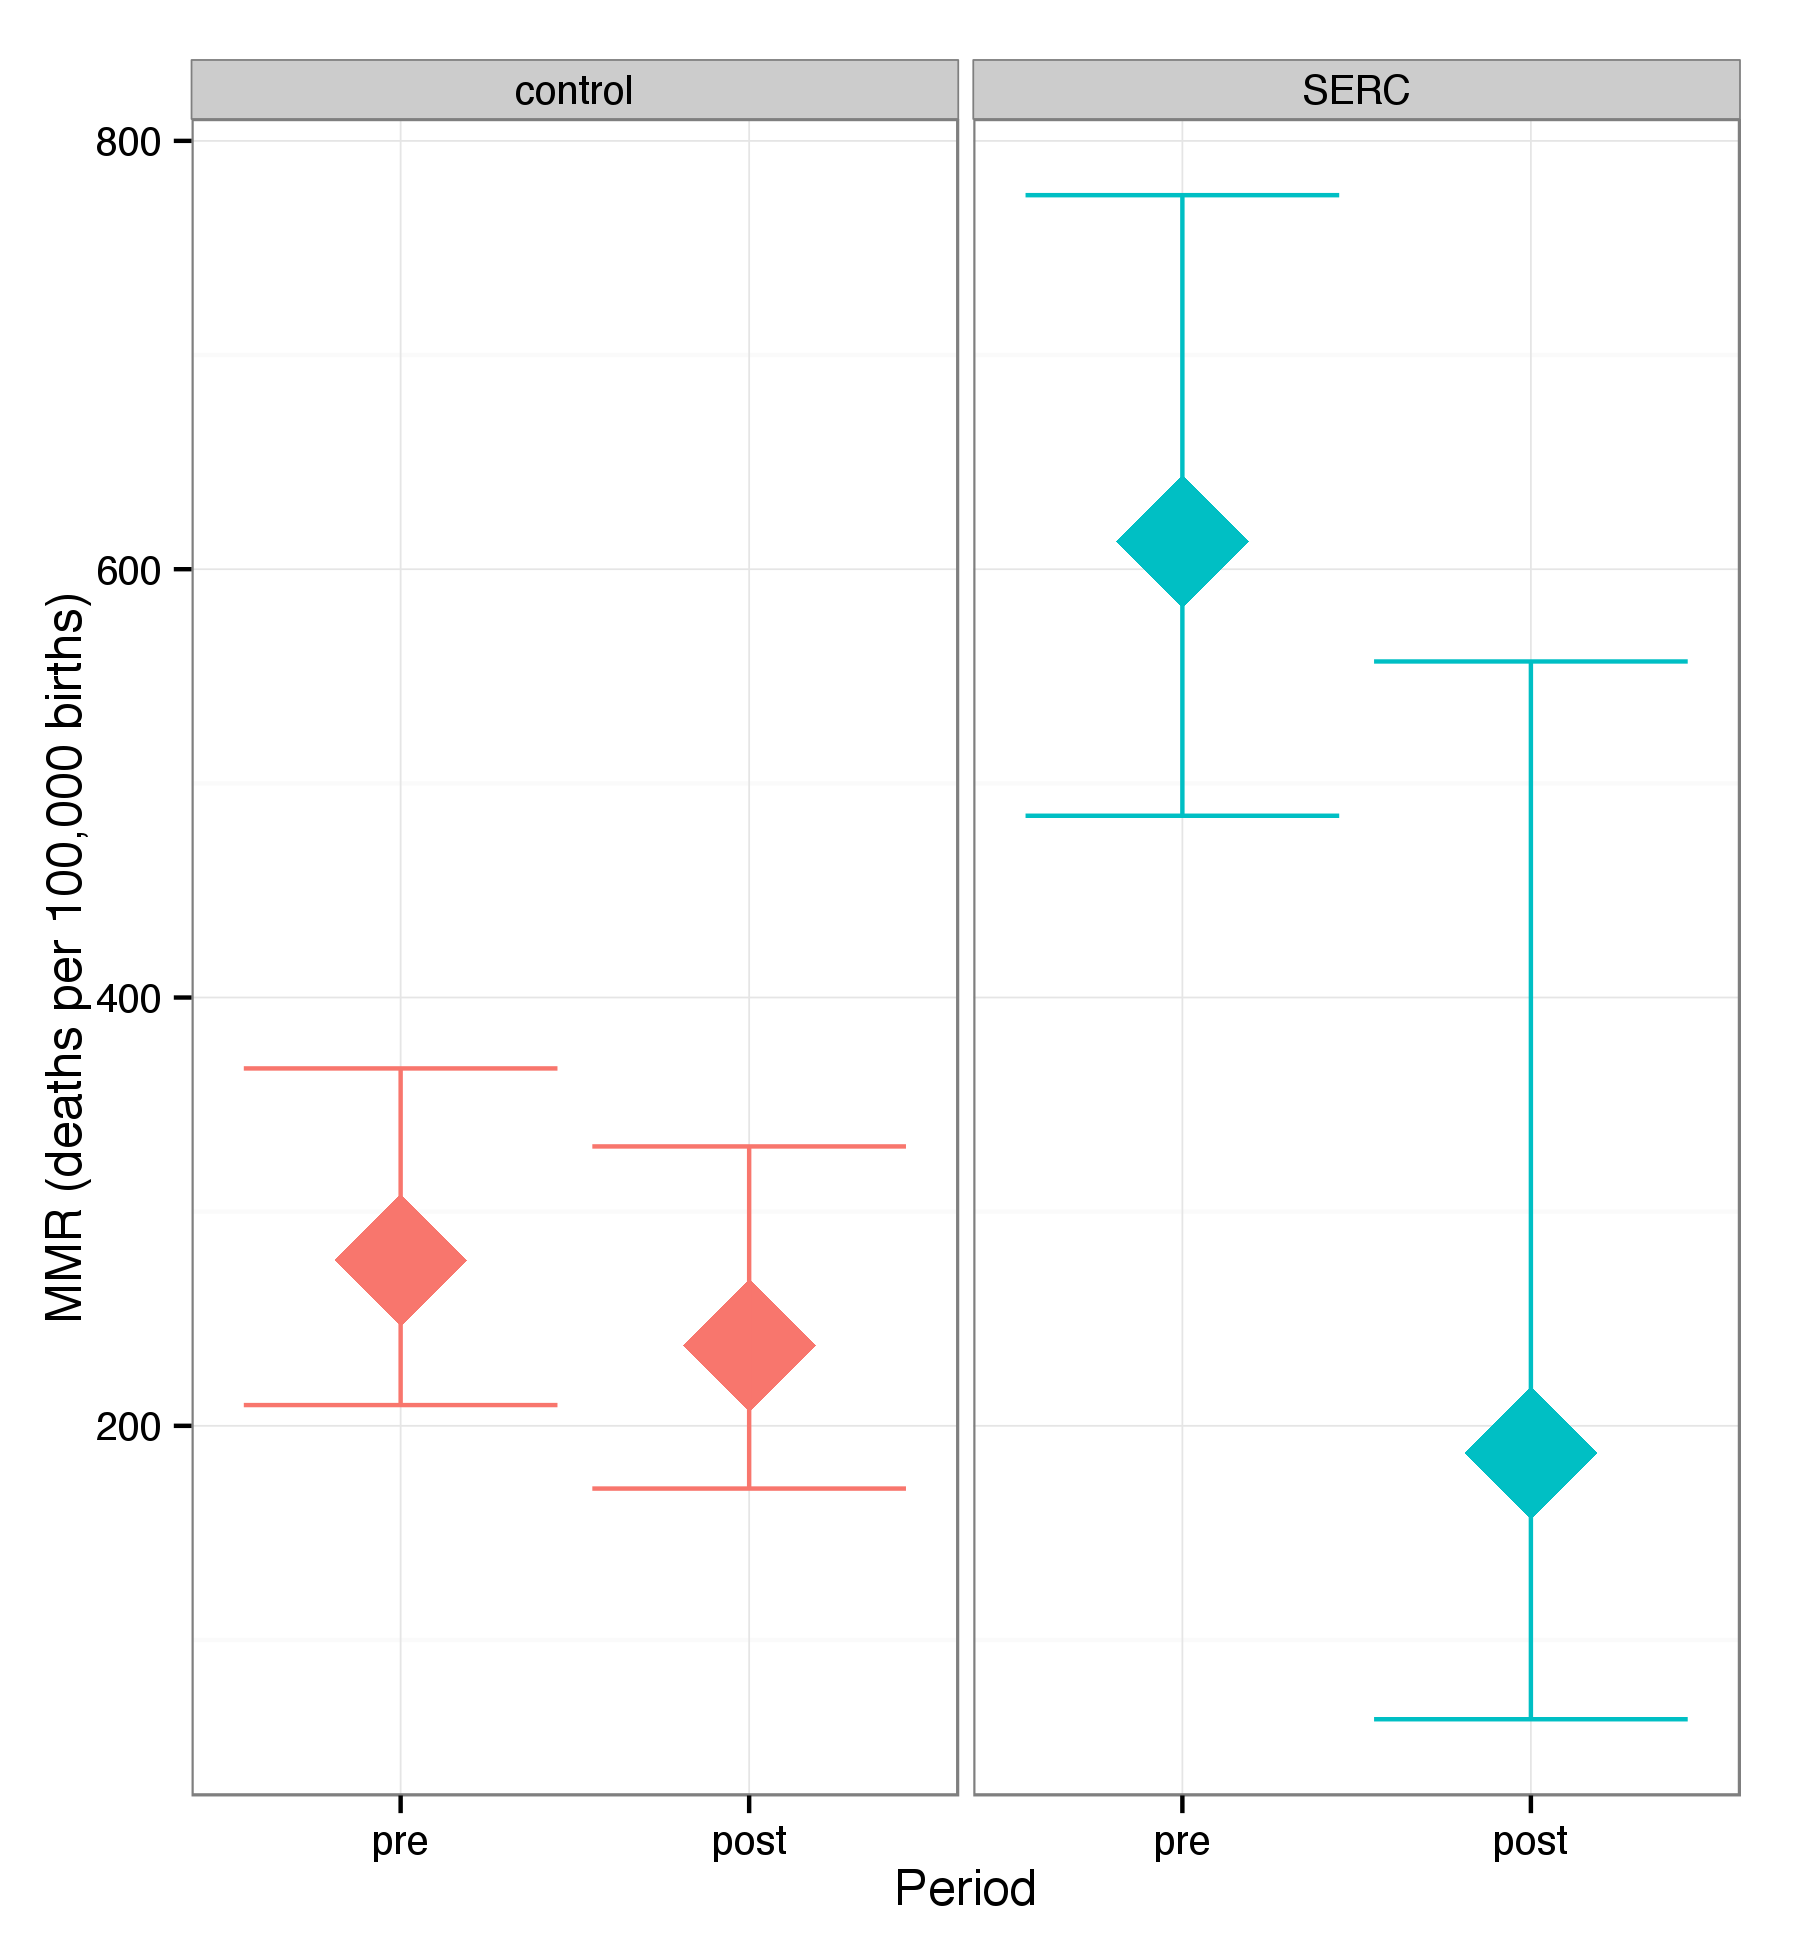 control
SERC
800
600
400
200
MMR (deaths per 100,000 births)
pre
post
pre
post
Period